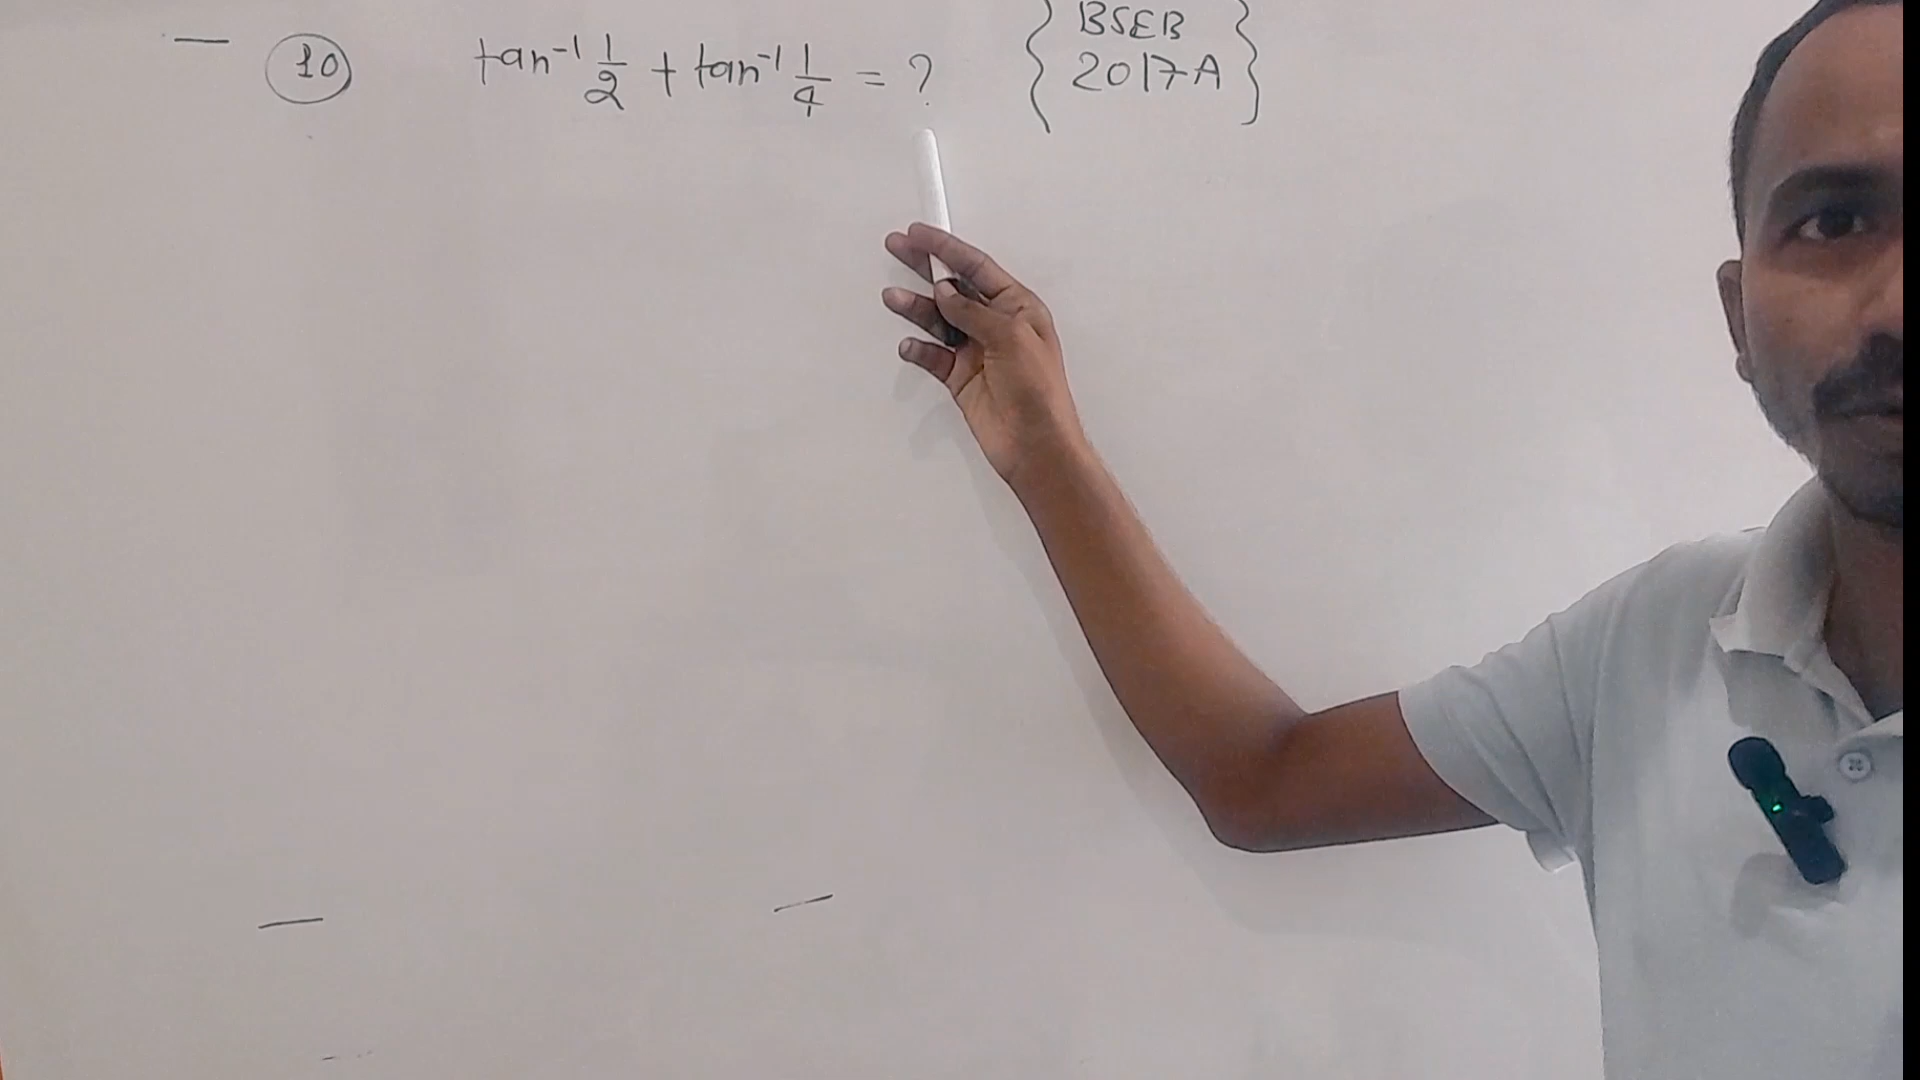 10 tan⁻¹ 1/2 + tan⁻¹ 1/4 = ? { BSEB
2017A }